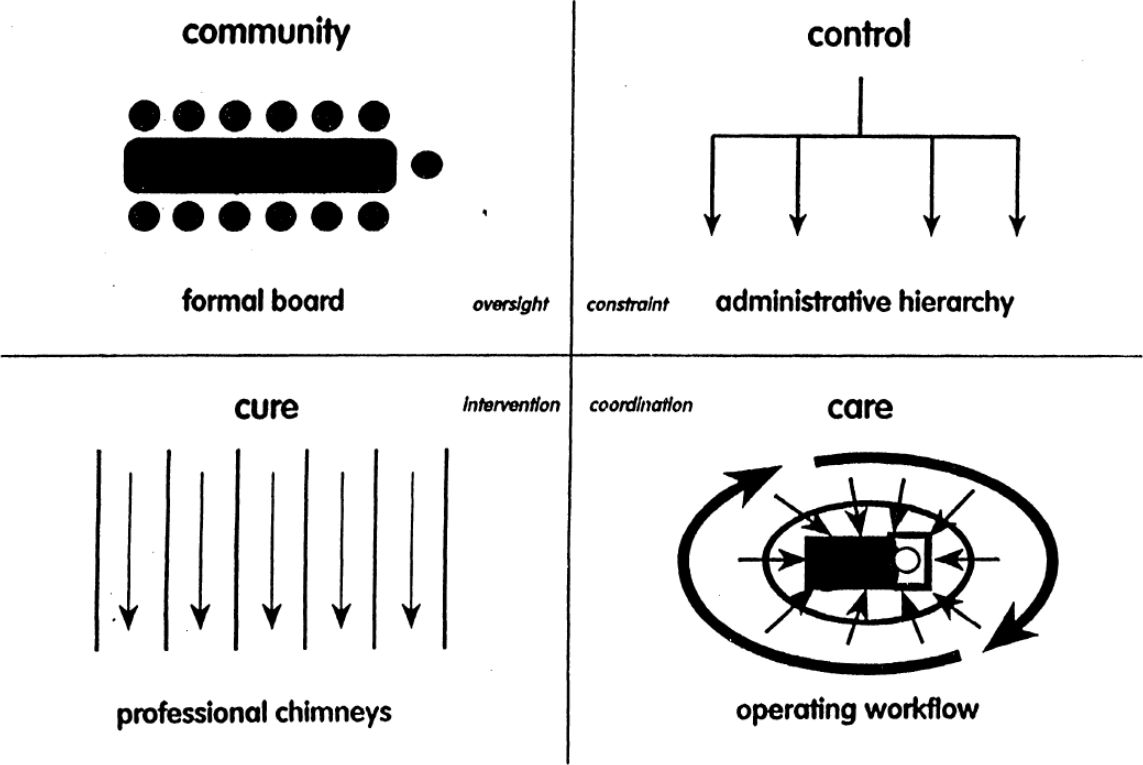 community
control
formal board
oversight
constraint
administrative hierarchy
cure
intervention
coordination
care
professional chimneys
operating workflow